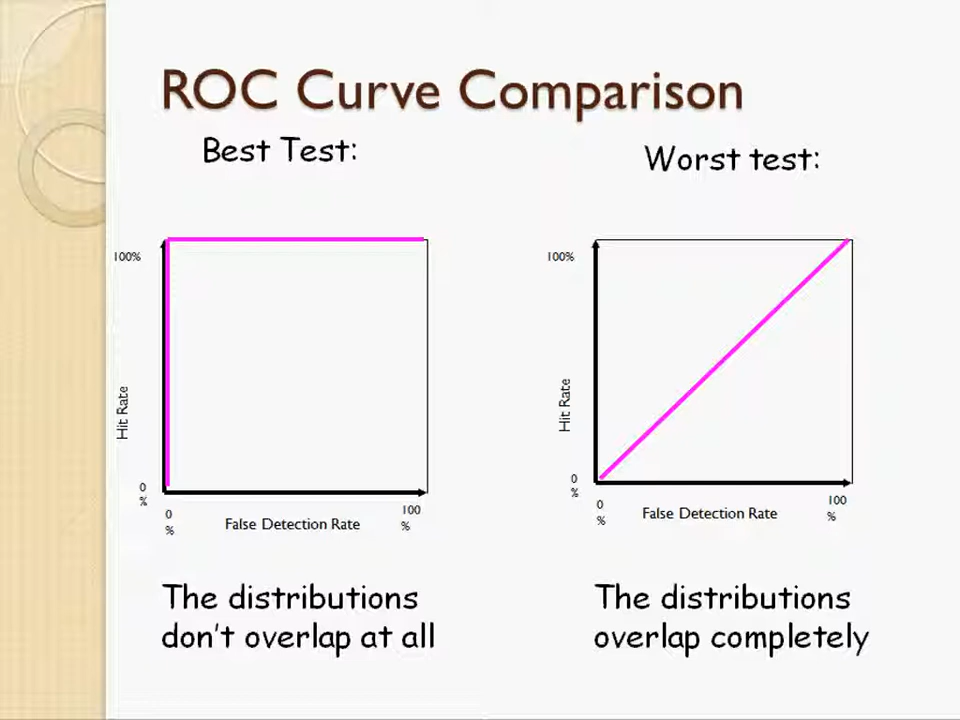 ROC Curve Comparison
Best Test:
Worst test:
100%
Hit Rate
0
%
0
%
False Detection Rate
100
%
100%
Hit Rate
0
%
0
%
False Detection Rate
100
%
The distributions
don't overlap at all
The distributions
overlap completely